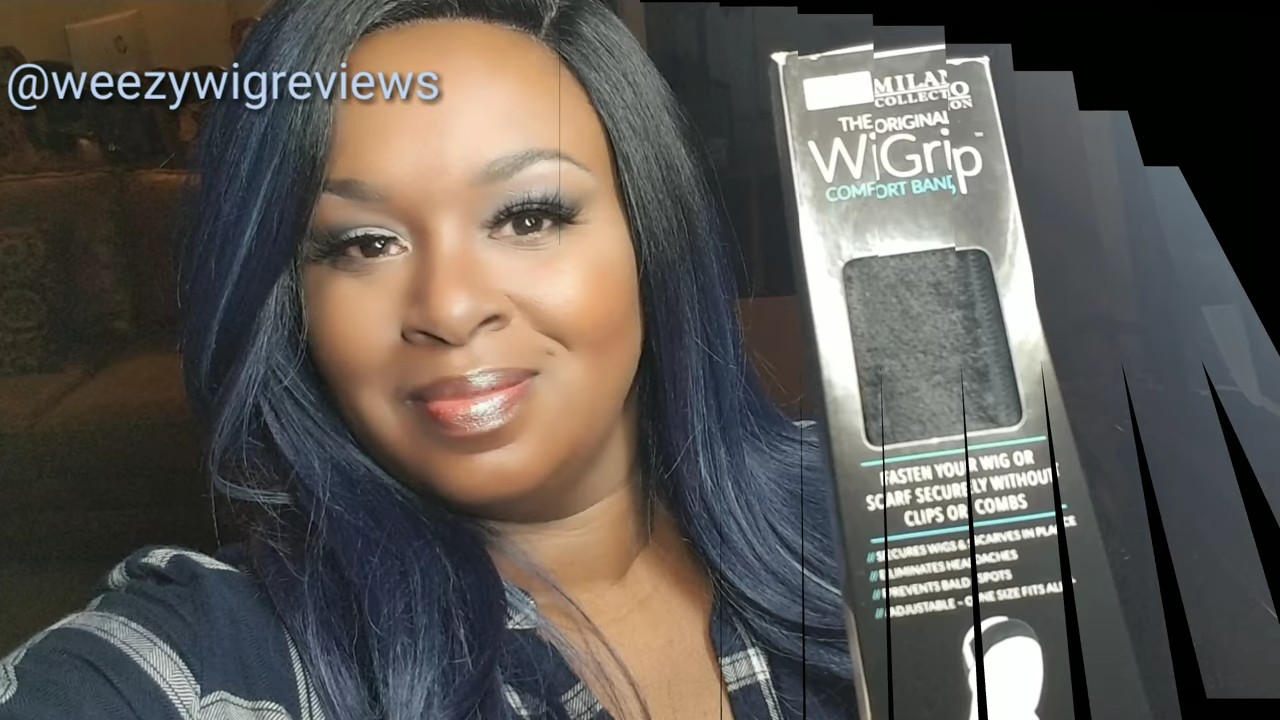 @weezywigreviews
MILANO
COLLECTION
THE ORIGINAL
WiGrip™
COMFORT BAND
FASTEN YOUR WIG OR
SCARF SECURELY WITHOUT
CLIPS OR COMBS
// SECURES WIGS & SCARVES IN PLACE
// ELIMINATES HEADACHES
// PREVENTS BALD SPOTS
// ADJUSTABLE - ONE SIZE FITS ALL